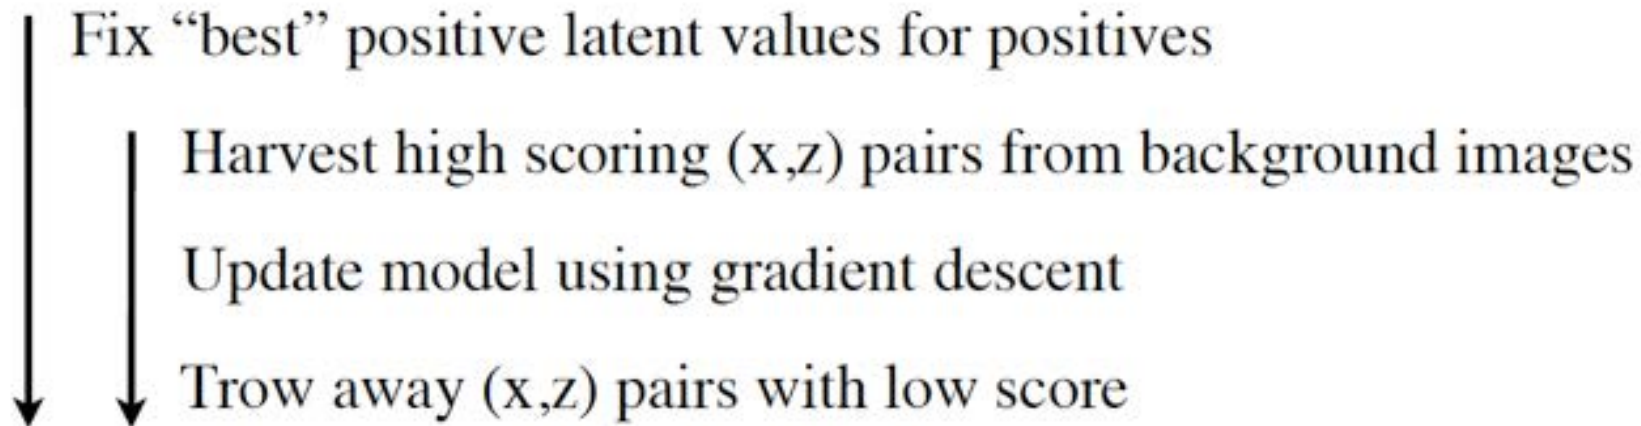 Fix “best” positive latent values for positives
Harvest high scoring (x,z) pairs from background images
Update model using gradient descent
Trow away (x,z) pairs with low score